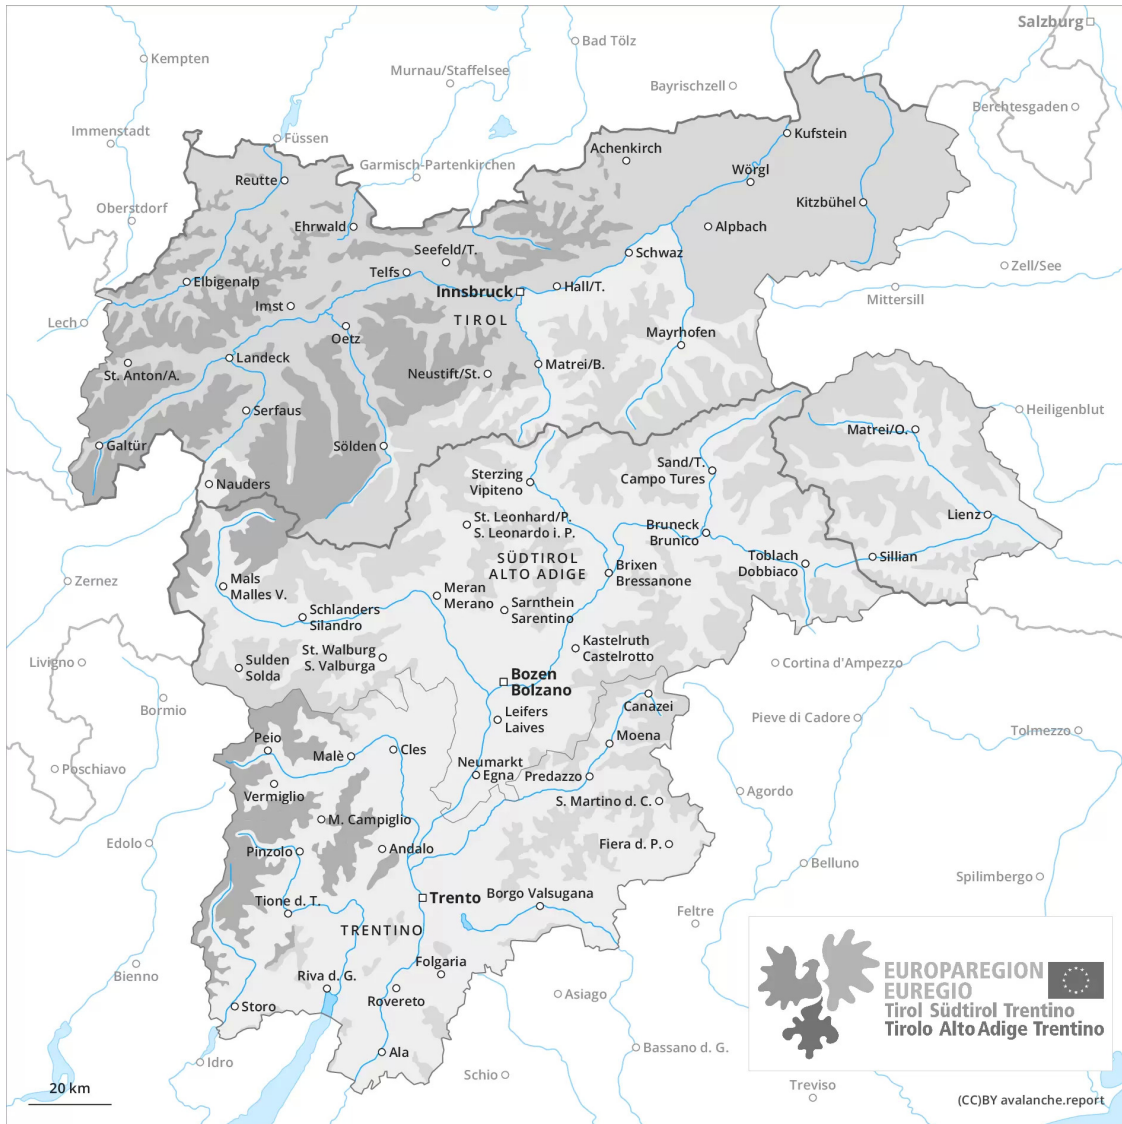 Salzburg
Bad Tölz
Kempten
Murnau/Staffelsee
Bayrischzell
Berchtesgaden
Immenstadt
Füssen
Kufstein
Achenkirch
Garmisch-Partenkirchen
Wörgl
Reutte
Kitzbühel
Oberstdorf
Ehrwald
Alpbach
Seefeld/T.
Schwaz
Telfs
Zell/See
Elbigenalp
Innsbruck
Hall/T.
Mittersill
Imst
Lech
TIROL
Oetz
Mayrhofen
Landeck
Matrei/B.
St. Anton/A.
Neustift/St.
Serfaus
Heiligenblut
Matrei/O.
Galtür
Sölden
Sand/T.
Campo Tures
Sterzing
Vipiteno
Nauders
Lienz
St. Leonhard/P.
S. Leonardo i. P.
Bruneck
Brunico
SÜDTIROL
ALTO ADIGE
Toblach
Dobbiaco
Sillian
Brixen
Bressanone
Zernez
Mals
Malles V.
Meran
Merano
Sarnthein
Sarentino
Schlanders
Silandro
Kastelruth
Castelrotto
St. Walburg
S. Valburga
Livigno
Sulden
Solda
Cortina d'Ampezzo
Bozen
Bolzano
Bormio
Canazei
Leifers
Laives
Pieve di Cadore
Tolmezzo
Peio
Moena
Malè
Cles
Neumarkt
Egna
Predazzo
Poschiavo
Vermiglio
Agordo
S. Martino d. C.
M. Campiglio
Edolo
Pinzolo
Andalo
Fiera d. P.
Belluno
Spilimbergo
Tione d. T.
Trento
Borgo Valsugana
Feltre
TRENTINO
Folgaria
Bienno
Riva d. G.
Rovereto
Asiago
Storo
EUROPAREGION
EUREGIO
Tirol Südtirol Trentino
Tirolo Alto Adige Trentino
Ala
Bassano d. G.
Idro
Schio
Treviso
20 km
(CC)BY avalanche.report